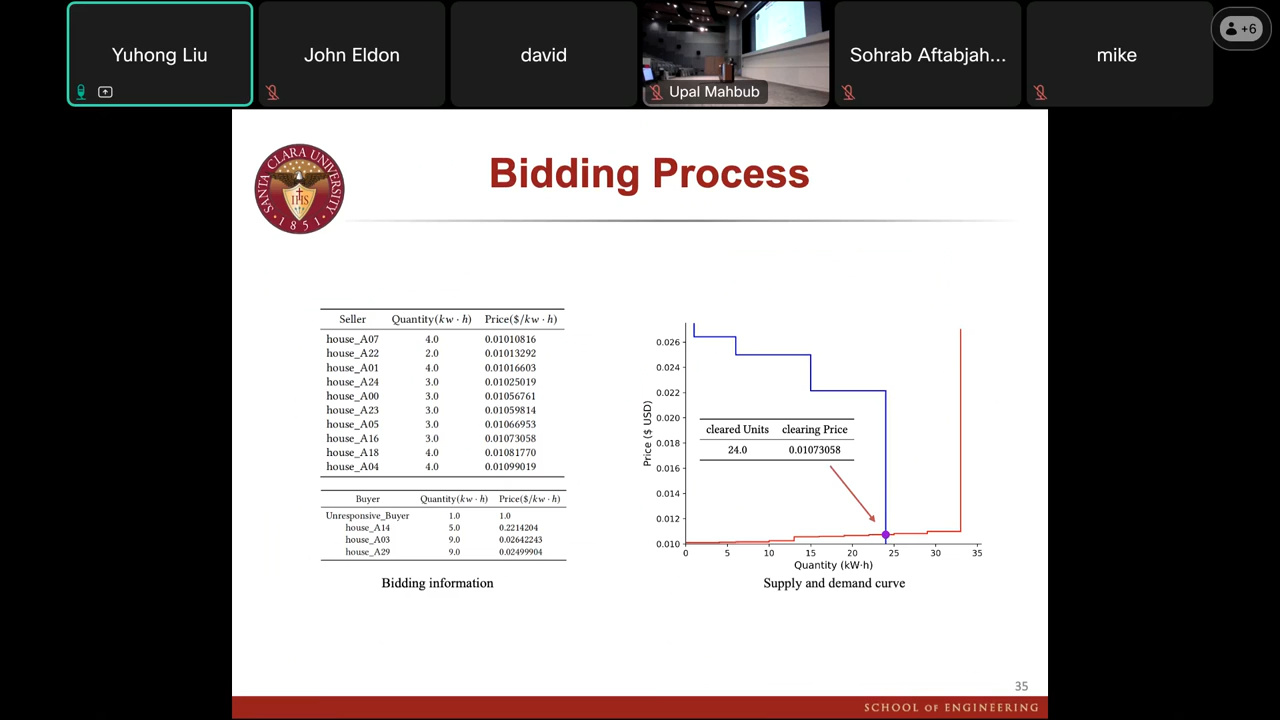 Yuhong Liu
John Eldon
david
Upal Mahbub
Sohrab Aftabjah...
mike
+6
SANTA CLARA UNIVERSITY
1851
Bidding Process
Seller Quantity(kw · h) Price($/kw · h)
house_A07 4.0 0.01010816
house_A22 2.0 0.01013292
house_A01 4.0 0.01016603
house_A24 3.0 0.01025019
house_A00 3.0 0.01056761
house_A23 3.0 0.01059814
house_A05 3.0 0.01066953
house_A16 3.0 0.01073058
house_A18 4.0 0.01081770
house_A04 4.0 0.01099019
Buyer Quantity(kw · h) Price($/kw · h)
Unresponsive_Buyer 1.0 1.0
house_A14 5.0 0.2214204
house_A03 9.0 0.02642243
house_A29 9.0 0.02499904
Bidding information
Price ($ USD)
0.026
0.024
0.022
0.020
0.018
0.016
0.014
0.012
0.010
cleared Units clearing Price
24.0 0.01073058
0 5 10 15 20 25 30 35
Quantity (kW·h)
Supply and demand curve
35
SCHOOL OF ENGINEERING